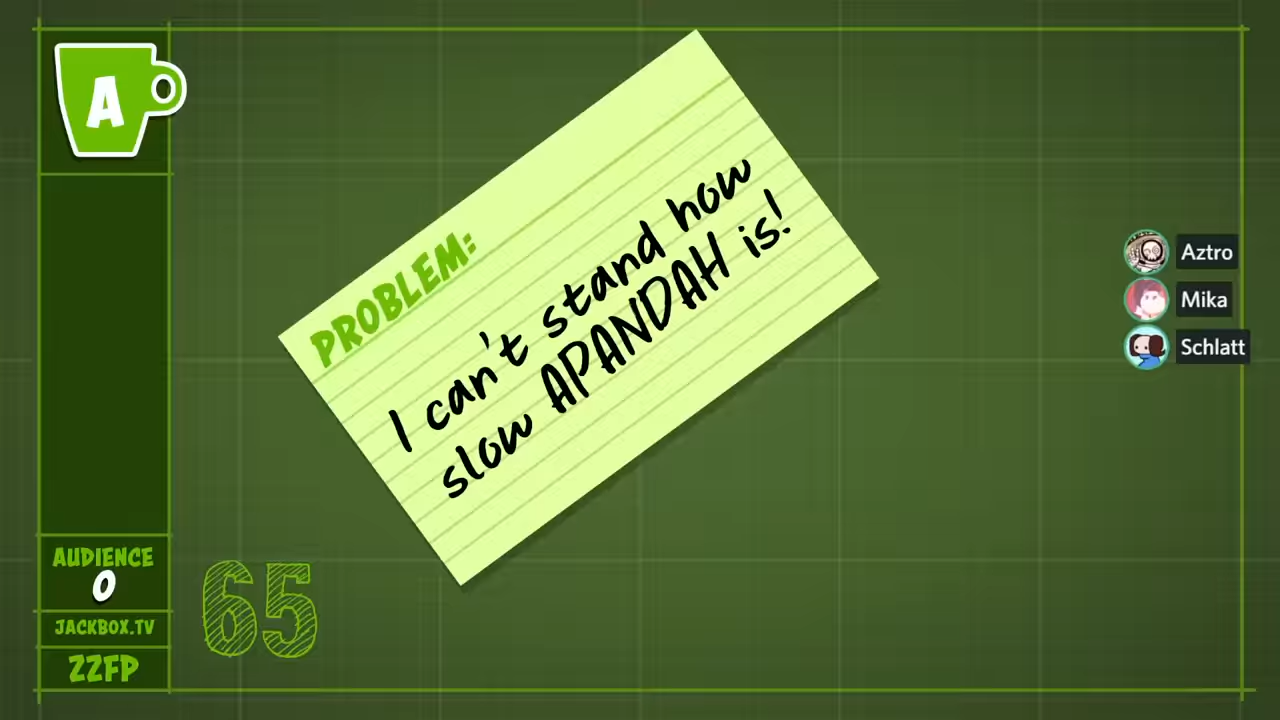 A
PROBLEM:
I can't stand how
slow APANDAH is!
Aztro
Mika
Schlatt
AUDIENCE
0
JACKBOX.TV
ZZFP
65